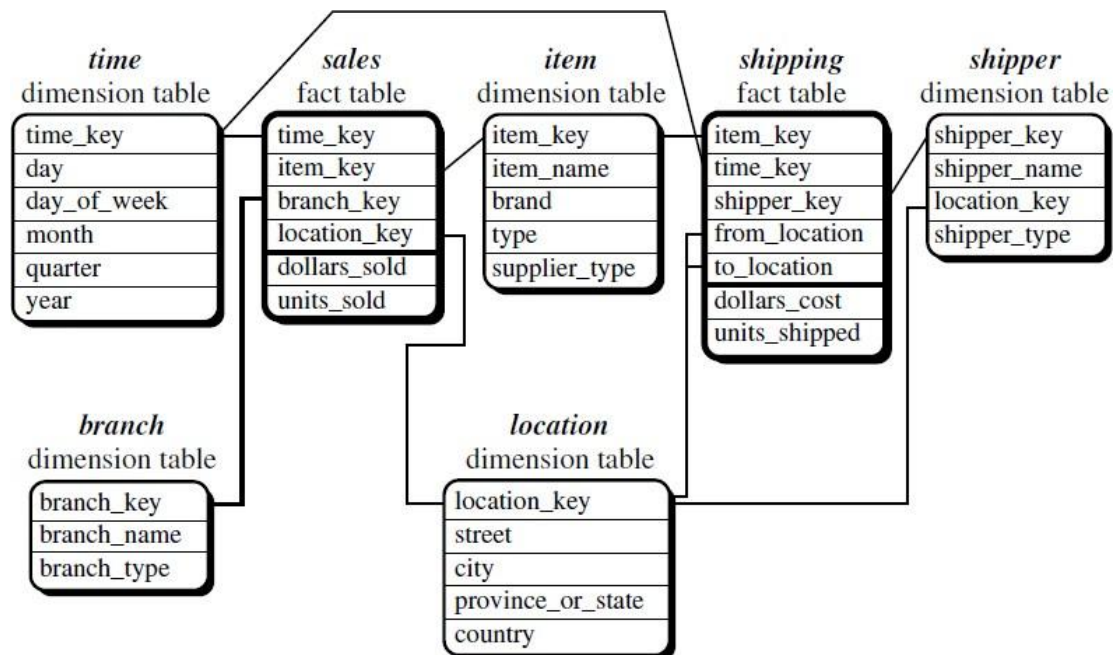 time
dimension table
time_key
day
day_of_week
month
quarter
year
sales
fact table
time_key
item_key
branch_key
location_key
dollars_sold
units_sold
item
dimension table
item_key
item_name
brand
type
supplier_type
shipping
fact table
item_key
time_key
shipper_key
from_location
to_location
dollars_cost
units_shipped
shipper
dimension table
shipper_key
shipper_name
location_key
shipper_type
branch
dimension table
branch_key
branch_name
branch_type
location
dimension table
location_key
street
city
province_or_state
country